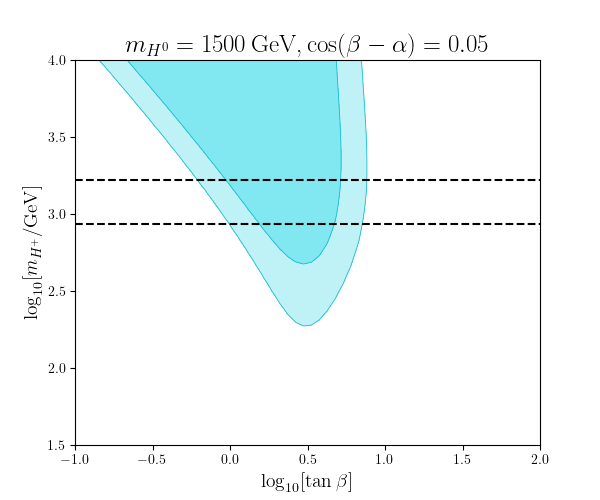 m_{H^0} = 1500 GeV, cos(β − α) = 0.05
4.0
3.5
3.0
2.5
2.0
1.5
log_{10}[m_{H^+}/GeV]
−1.0 −0.5 0.0 0.5 1.0 1.5 2.0
log_{10}[tan β]